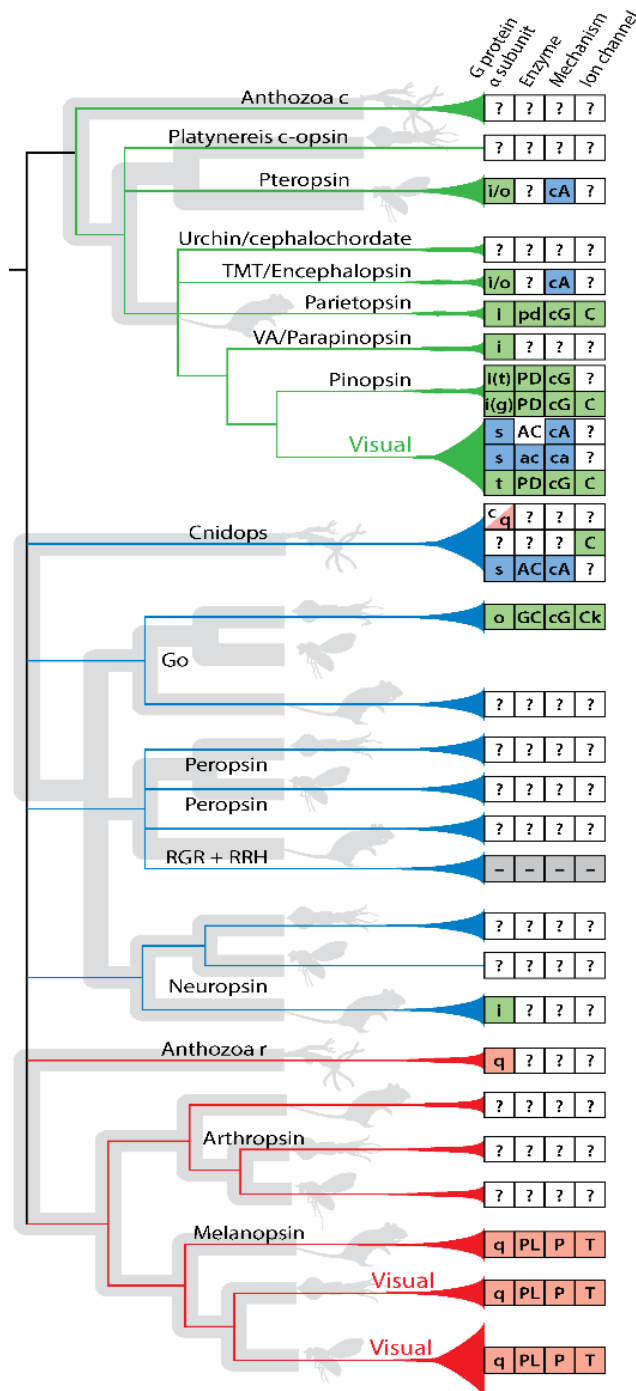 G protein
α subunit
Enzyme
Mechanism
Ion channel
Anthozoa c ? ? ? ?
Platynereis c-opsin ? ? ? ?
Pteropsin i/o ? cA ?
Urchin/cephalochordate ? ? ? ?
TMT/Encephalopsin i/o ? cA ?
Parietopsin i pd cG C
VA/Parapinopsin i ? ? ?
Pinopsin i(t) PD cG ?
i(g) PD cG C
s AC cA ?
Visual s ac ca ?
t PD cG C
Cnidops c q ? ? ?
? ? ? C
s AC cA ?
o GC cG Ck
Go
? ? ? ?
? ? ? ?
Peropsin
? ? ? ?
Peropsin
? ? ? ?
RGR + RRH – – – –
? ? ? ?
? ? ? ?
Neuropsin
i ? ? ?
Anthozoa r q ? ? ?
? ? ? ?
Arthropsin
? ? ? ?
? ? ? ?
Melanopsin q PL P T
Visual q PL P T
Visual q PL P T